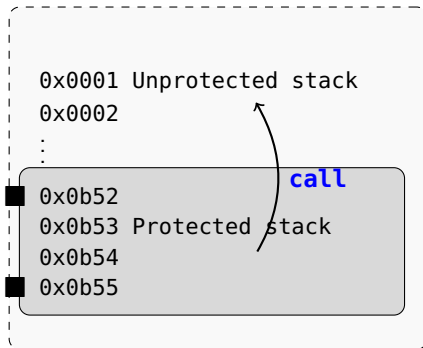 0x0001 Unprotected stack
0x0002
⋮
call
0x0b52
0x0b53 Protected stack
0x0b54
0x0b55